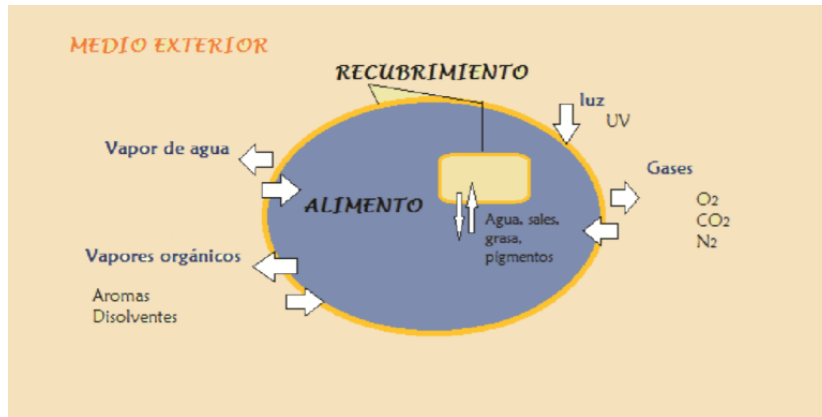 MEDIO EXTERIOR
RECUBRIMIENTO
luz
UV
Vapor de agua
Gases
O2
CO2
N2
ALIMENTO
Agua, sales,
grasa,
pigmentos
Vapores orgánicos
Aromas
Disolventes